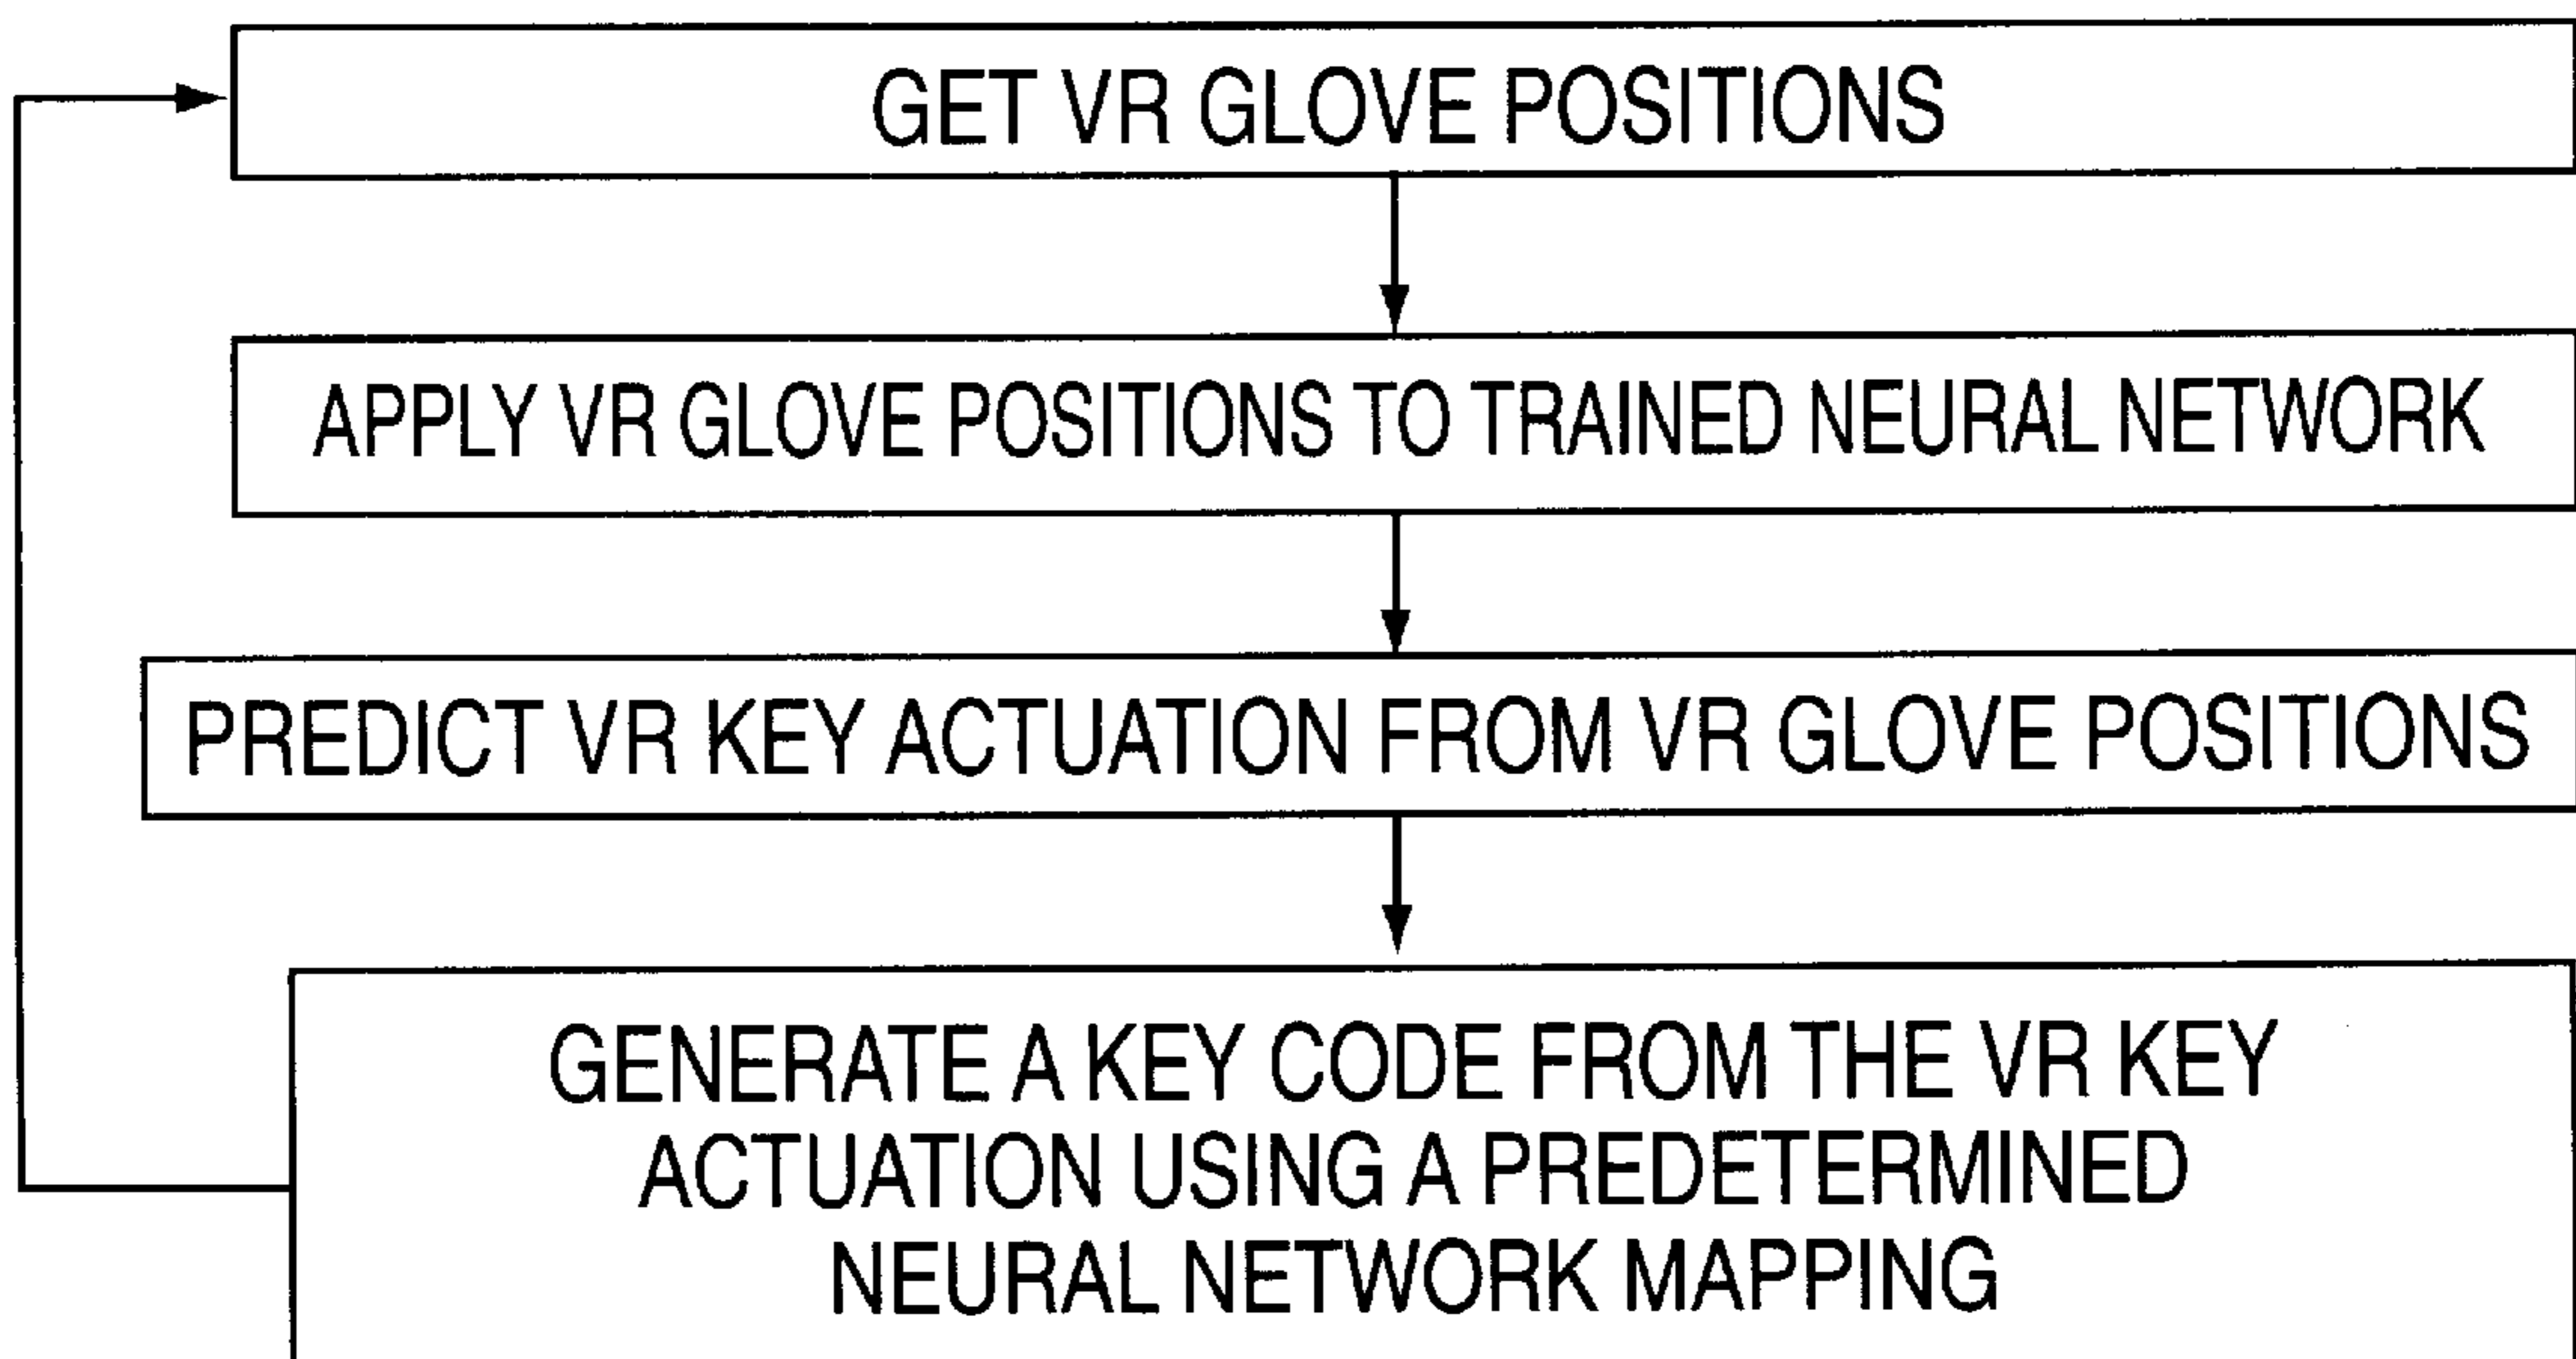 GET VR GLOVE POSITIONS
APPLY VR GLOVE POSITIONS TO TRAINED NEURAL NETWORK
PREDICT VR KEY ACTUATION FROM VR GLOVE POSITIONS
GENERATE A KEY CODE FROM THE VR KEY
ACTUATION USING A PREDETERMINED
NEURAL NETWORK MAPPING